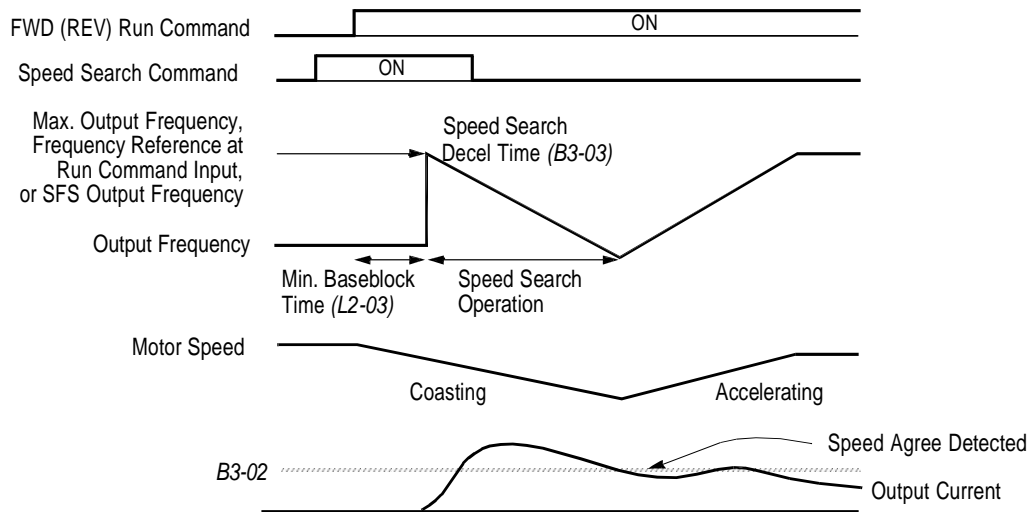 FWD (REV) Run Command
ON
Speed Search Command
ON
Max. Output Frequency,
Frequency Reference at
Run Command Input,
or SFS Output Frequency
Speed Search
Decel Time (B3-03)
Output Frequency
Min. Baseblock
Time (L2-03)
Speed Search
Operation
Motor Speed
Coasting
Accelerating
Speed Agree Detected
B3-02
Output Current